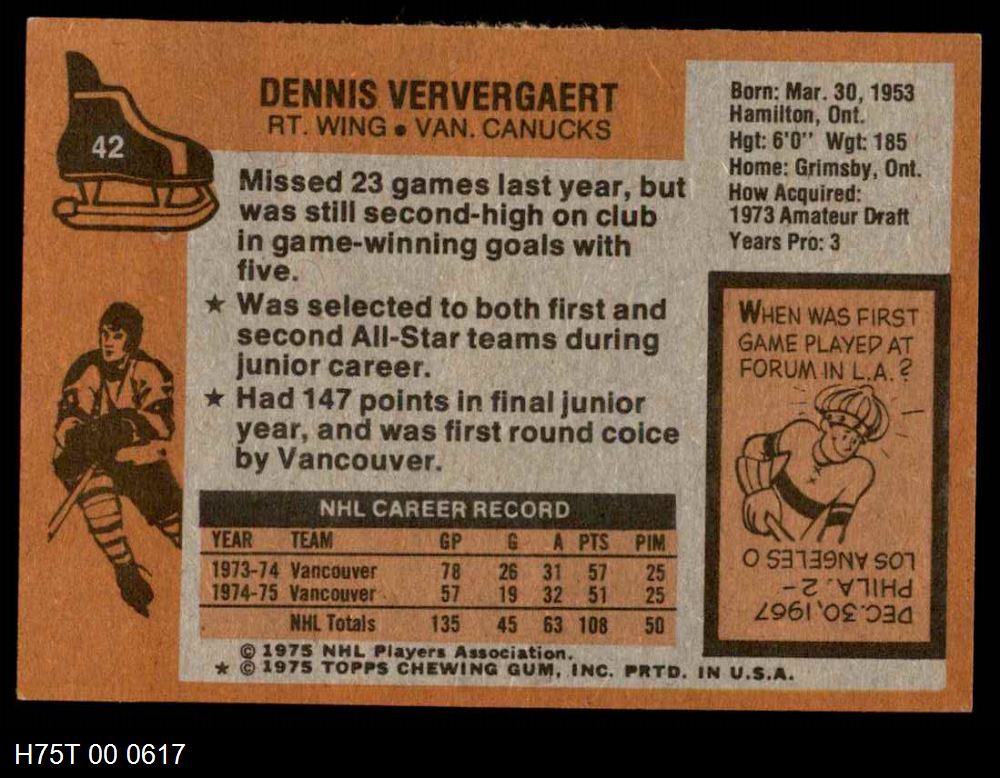 42
DENNIS VERVERGAERT
RT. WING ● VAN. CANUCKS
Missed 23 games last year, but
was still second-high on club
in game-winning goals with
five.
★ Was selected to both first and
second All-Star teams during
junior career.
★ Had 147 points in final junior
year, and was first round coice
by Vancouver.
Born: Mar. 30, 1953
Hamilton, Ont.
Hgt: 6'0" Wgt: 185
Home: Grimsby, Ont.
How Acquired:
1973 Amateur Draft
Years Pro: 3
WHEN WAS FIRST
GAME PLAYED AT
FORUM IN L.A.?
DEC. 30, 1967
PHILA. 2-
LOS ANGELES 0
NHL CAREER RECORD
YEAR TEAM GP G A PTS PIM
1973-74 Vancouver 78 26 31 57 25
1974-75 Vancouver 57 19 32 51 25
NHL Totals 135 45 63 108 50
© 1975 NHL Players Association.
★ © 1975 TOPPS CHEWING GUM, INC. PRTD. IN U.S.A.
H75T 00 0617